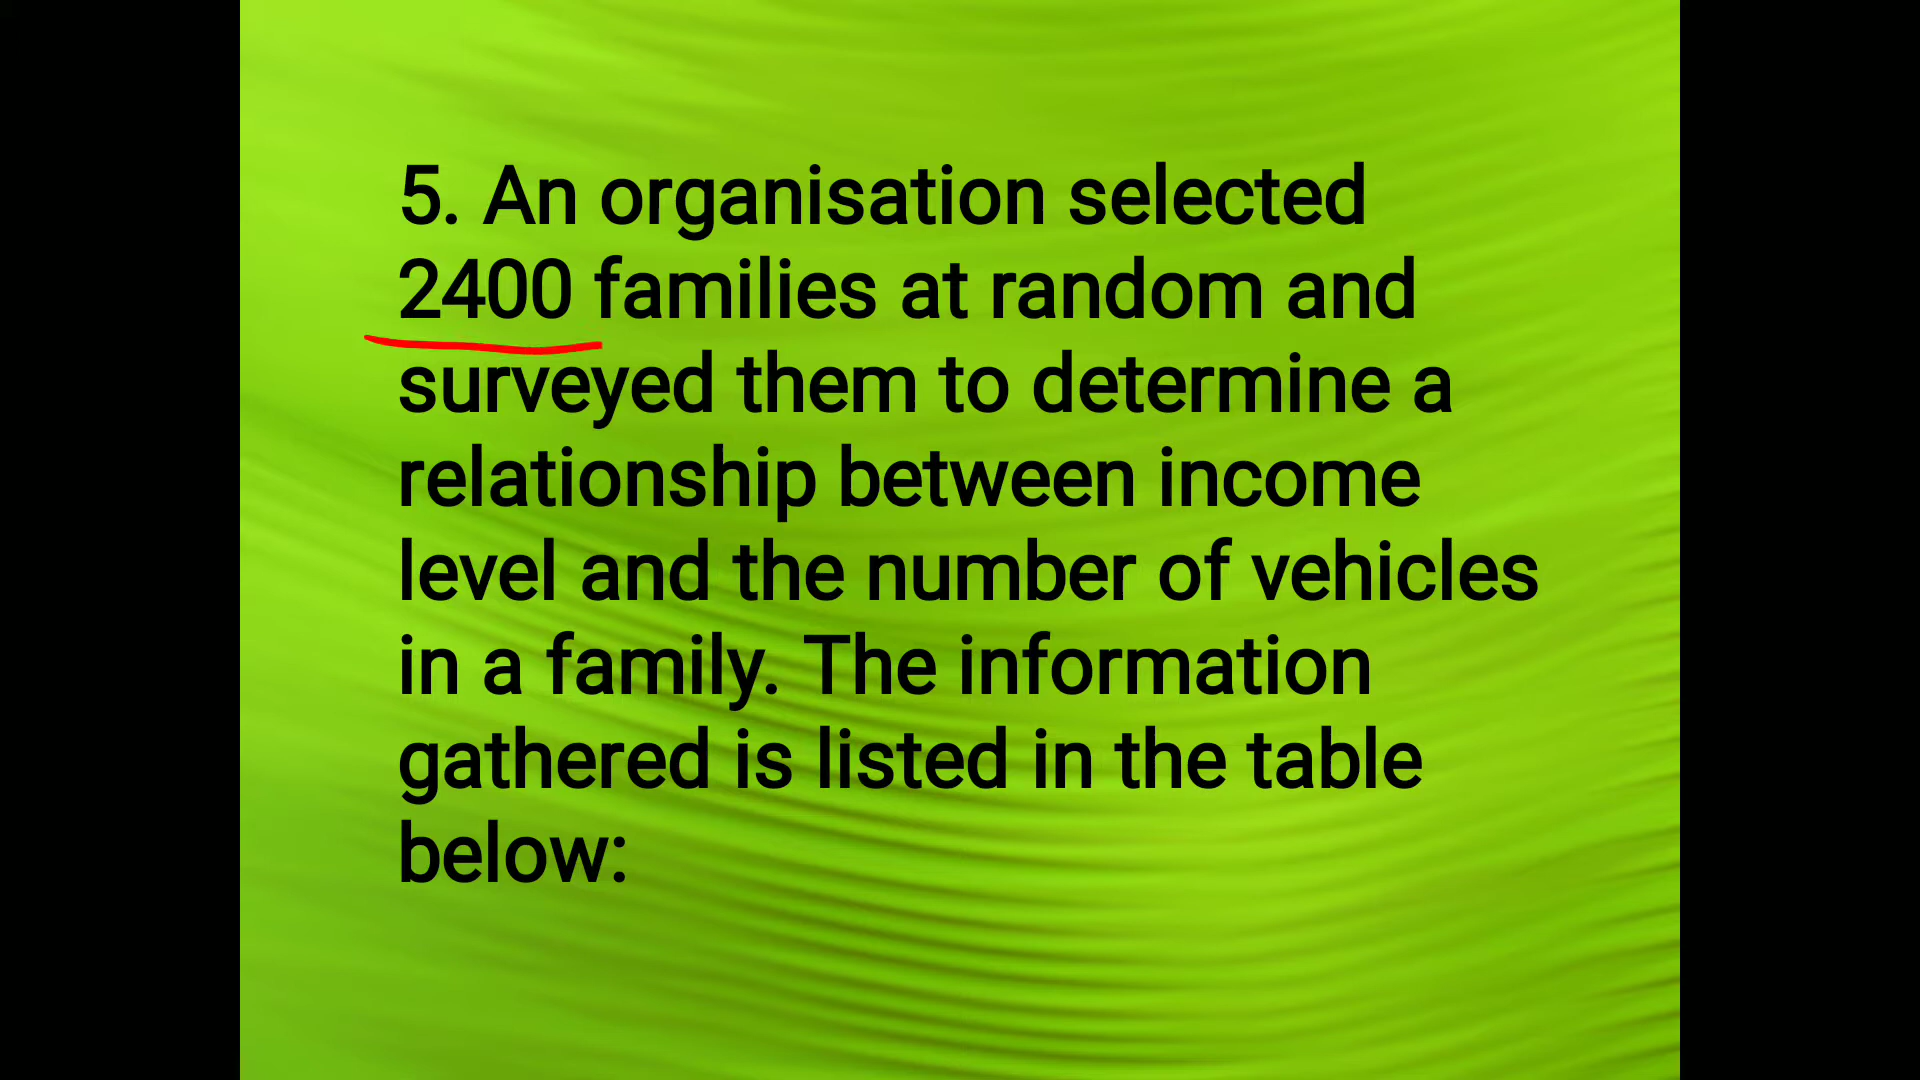 5. An organisation selected
2400 families at random and
surveyed them to determine a
relationship between income
level and the number of vehicles
in a family. The information
gathered is listed in the table
below: